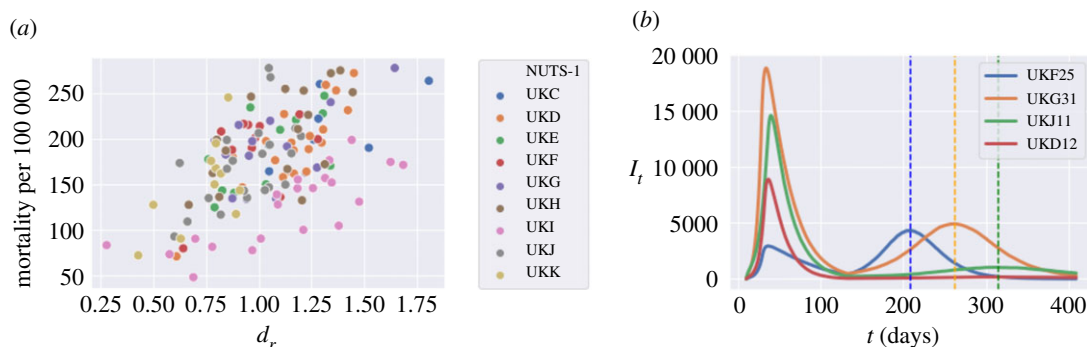 (a)
mortality per 100 000
250
200
150
100
50
0.25 0.50 0.75 1.00 1.25 1.50 1.75
d_r
NUTS-1
UKC
UKD
UKE
UKF
UKG
UKH
UKI
UKJ
UKK
(b)
I_t
20 000
15 000
10 000
5000
0
0 100 200 300 400
t (days)
UKF25
UKG31
UKJ11
UKD12